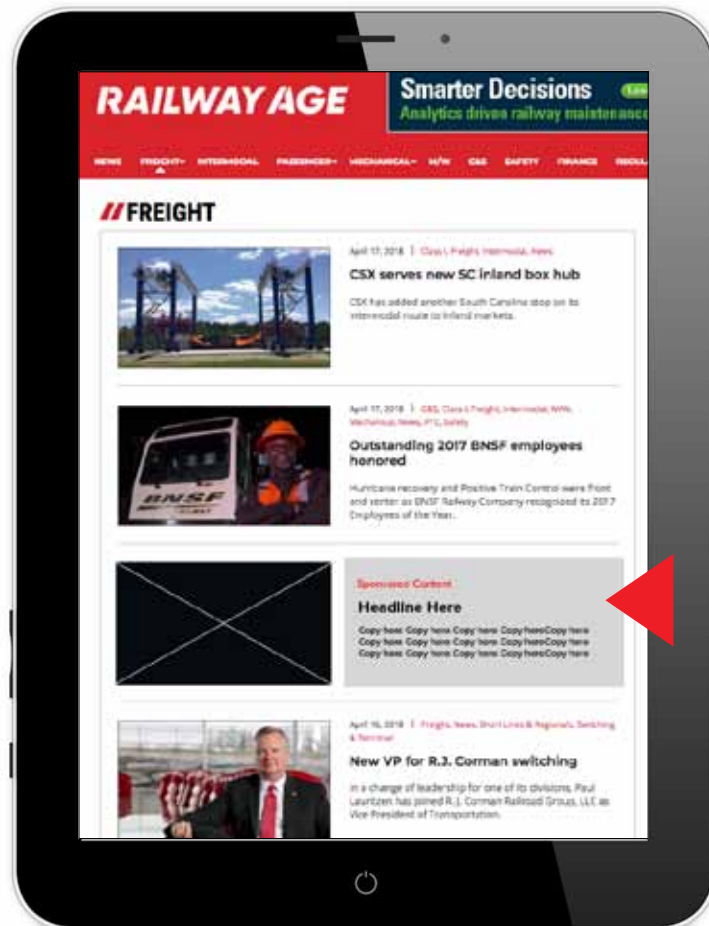 RAILWAY AGE
Smarter Decisions
Analytics driven railway maintenance
NEWS FREIGHT INTERMODAL PASSENGER MECHANICAL M/W C&S SAFETY FINANCE
//FREIGHT
April 17, 2018 | Class I, Freight, Intermodal, News
CSX serves new SC inland box hub
CSX has added another South Carolina stop on its
intermodal route to inland markets.
April 17, 2018 | C&S, Class I, Freight, Intermodal, M/W,
Mechanical, News, PTC, Safety
Outstanding 2017 BNSF employees
honored
BNSF
Hurricane recovery and Positive Train Control were front
and center as BNSF Railway Company recognized its 2017
Employees of the Year.
Sponsored Content
Headline Here
Copy here Copy here Copy here Copy hereCopy here
Copy here Copy here Copy here Copy hereCopy here
Copy here Copy here Copy here Copy hereCopy here
April 16, 2018 | Freight, News, Short Lines & Regionals, Switching
& Terminal
New VP for R.J. Corman switching
In a change of leadership for one of its divisions, Paul
has joined R. J. Corman Railroad Group, LLC as
Vice President of Transportation.